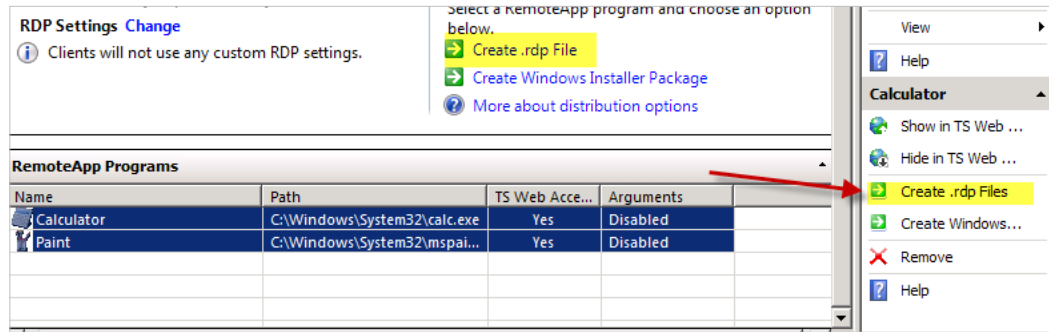 RDP Settings Change
Clients will not use any custom RDP settings.
Select a RemoteApp program and choose an option
below.
Create .rdp File
Create Windows Installer Package
More about distribution options
RemoteApp Programs
Name Path TS Web Acce... Arguments
Calculator C:\Windows\System32\calc.exe Yes Disabled
Paint C:\Windows\System32\mspai... Yes Disabled
View
Help
Calculator
Show in TS Web ...
Hide in TS Web ...
Create .rdp Files
Create Windows...
Remove
Help